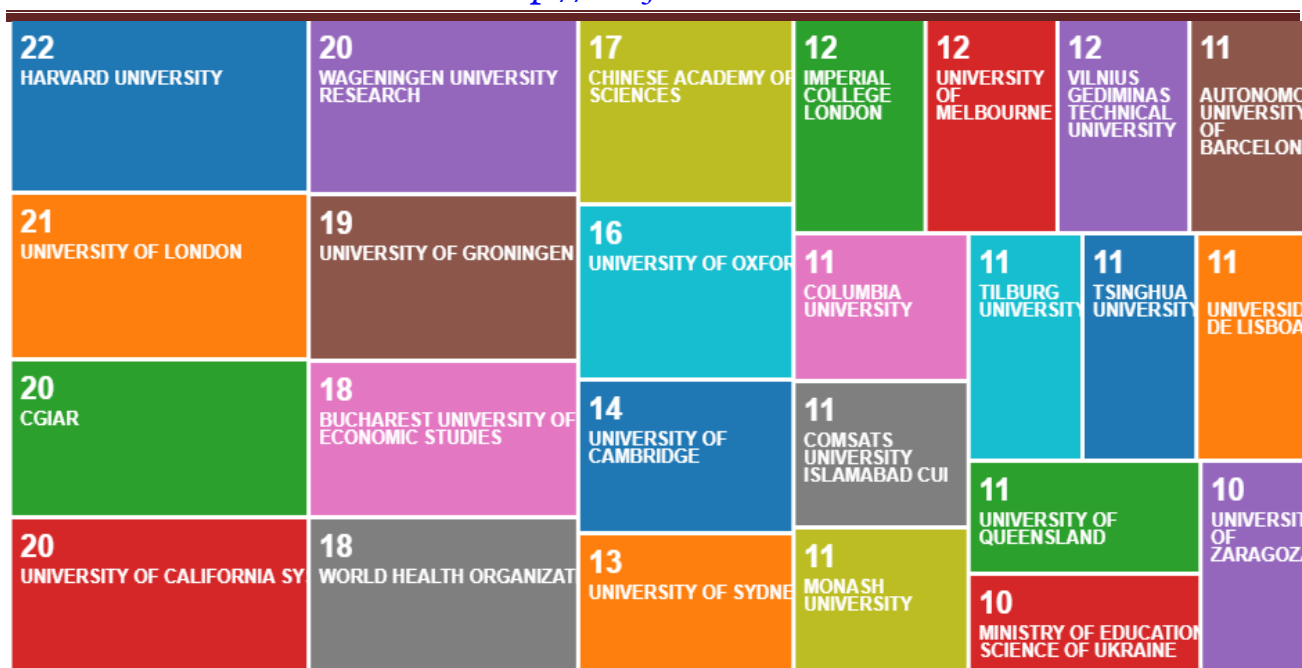 22
HARVARD UNIVERSITY
21
UNIVERSITY OF LONDON
20
CGIAR
20
UNIVERSITY OF CALIFORNIA SY
20
WAGENINGEN UNIVERSITY
RESEARCH
19
UNIVERSITY OF GRONINGEN
18
BUCHAREST UNIVERSITY OF
ECONOMIC STUDIES
18
WORLD HEALTH ORGANIZAT
17
CHINESE ACADEMY OF
SCIENCES
16
UNIVERSITY OF OXFOR
14
UNIVERSITY OF
CAMBRIDGE
13
UNIVERSITY OF SYDNE
12
IMPERIAL
COLLEGE
LONDON
12
UNIVERSITY
OF
MELBOURNE
12
VILNIUS
GEDIMINAS
TECHNICAL
UNIVERSITY
11
AUTONOMO
UNIVERSITY
OF
BARCELON
11
COLUMBIA
UNIVERSITY
11
TILBURG
UNIVERSITY
11
TSINGHUA
UNIVERSITY
11
UNIVERSID
DE LISBOA
11
COMSATS
UNIVERSITY
ISLAMABAD CUI
11
MONASH
UNIVERSITY
11
UNIVERSITY OF
QUEENSLAND
10
MINISTRY OF EDUCATION
SCIENCE OF UKRAINE
10
UNIVERSIT
OF
ZARAGOZA